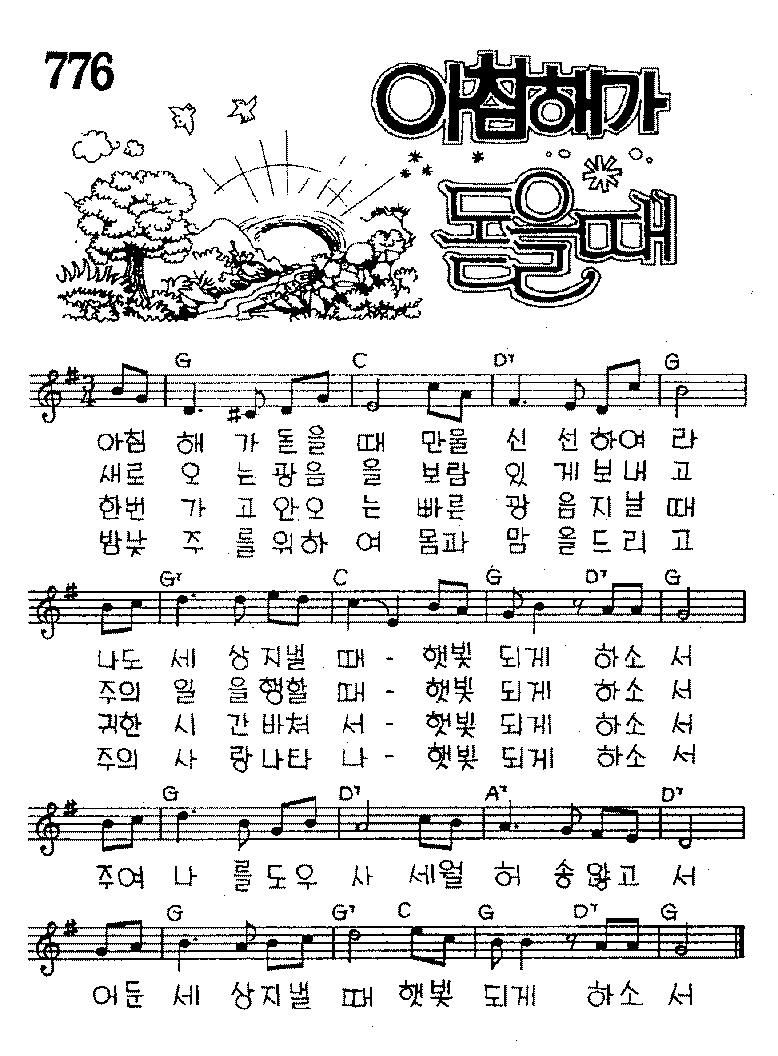 776
아침해가
돋을때
G C D7 G
아침 해 가 돋을 때 만물 신 선하여 라
새로 오 는 광음 을 보람 있 게 보내 고
한번 가 고 안오 는 빠른 광 음 지날 때
밤낮 주 를 위하 여 몸과 맘 을 드리 고
G7 C G D7 G
나도 세 상 지낼 때 - 햇빛 되게 하소 서
주의 일 을 행할 때 - 햇빛 되게 하소 서
귀한 시 간 바쳐 서 - 햇빛 되게 하소 서
주의 사 랑 나타 나 - 햇빛 되게 하소 서
G D7 A7 D7
주여 나 를 도우 사 세월 허 송 않고 서
G G7 C G D7 G
어둔 세 상 지낼 때 햇빛 되게 하소 서